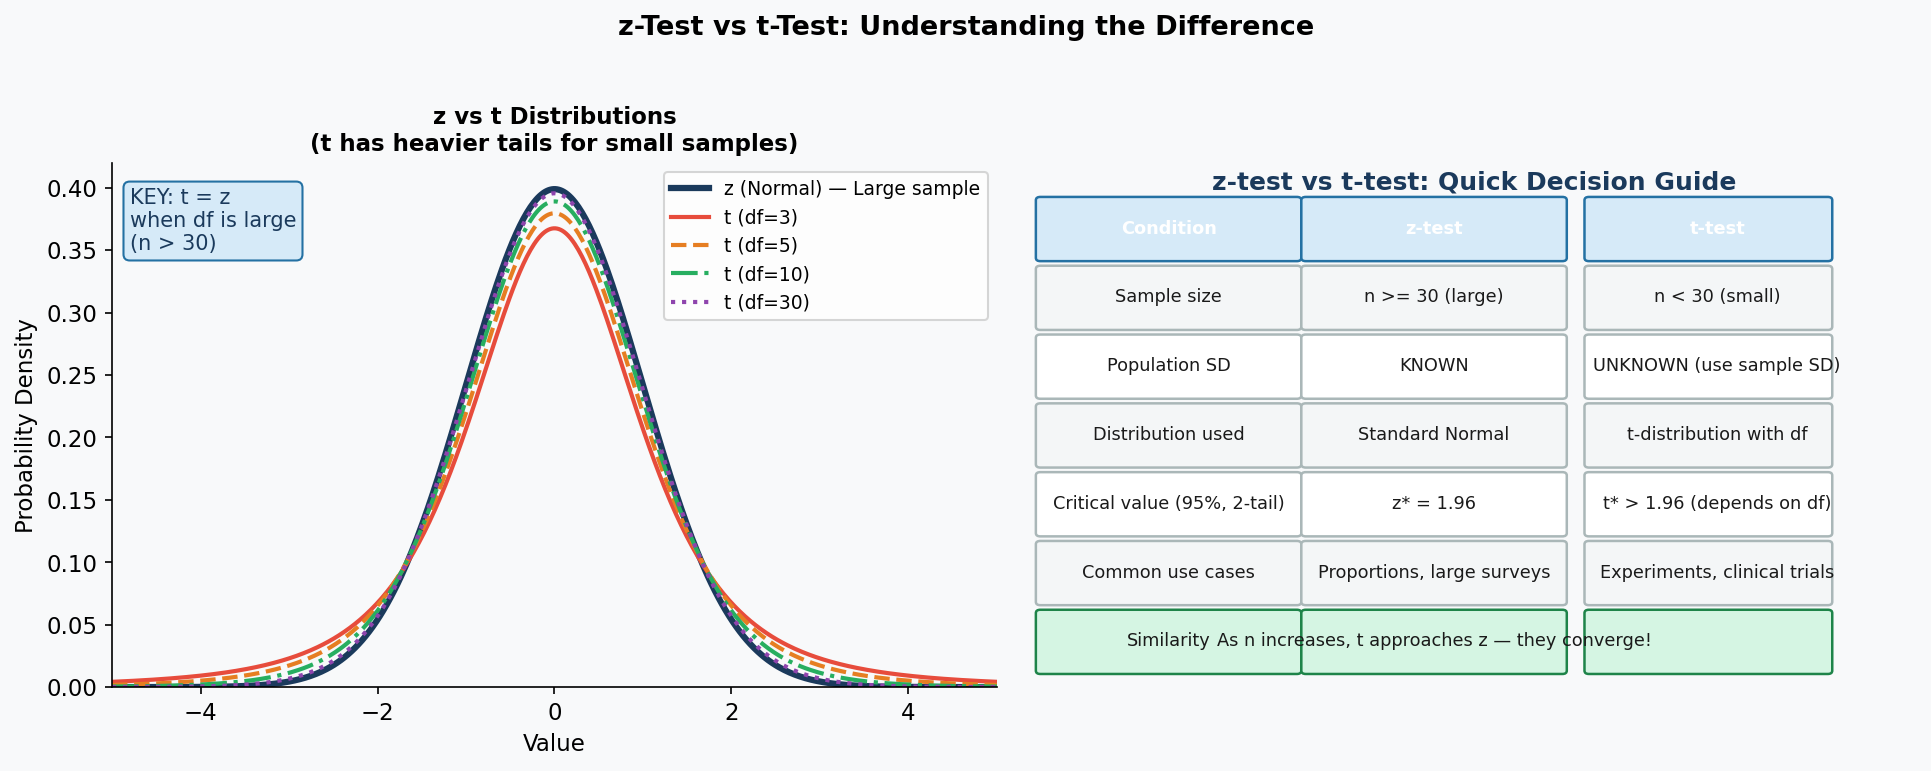 z-Test vs t-Test: Understanding the Difference
z vs t Distributions
(t has heavier tails for small samples)
KEY: t = z
when df is large
(n > 30)
z (Normal) — Large sample
t (df=3)
t (df=5)
t (df=10)
t (df=30)
Probability Density
0.40
0.35
0.30
0.25
0.20
0.15
0.10
0.05
0.00
−4 −2 0 2 4
Value
z-test vs t-test: Quick Decision Guide
Condition z-test t-test
Sample size n >= 30 (large) n < 30 (small)
Population SD KNOWN UNKNOWN (use sample SD)
Distribution used Standard Normal t-distribution with df
Critical value (95%, 2-tail) z* = 1.96 t* > 1.96 (depends on df)
Common use cases Proportions, large surveys Experiments, clinical trials
Similarity As n increases, t approaches z — they converge!